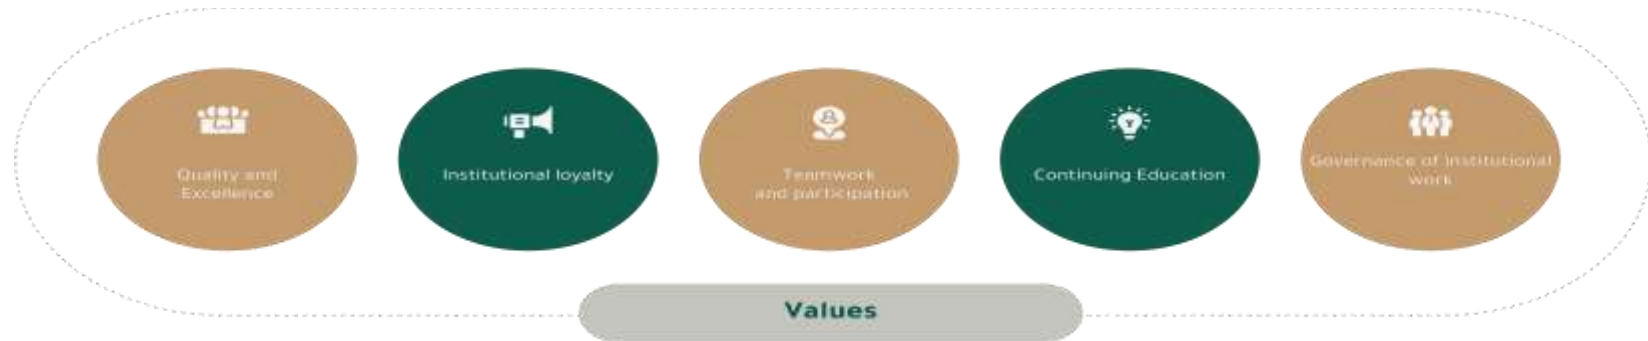 Quality and
Excellence
Institutional loyalty
Teamwork
and participation
Continuing Education
Governance of institutional
work
Values